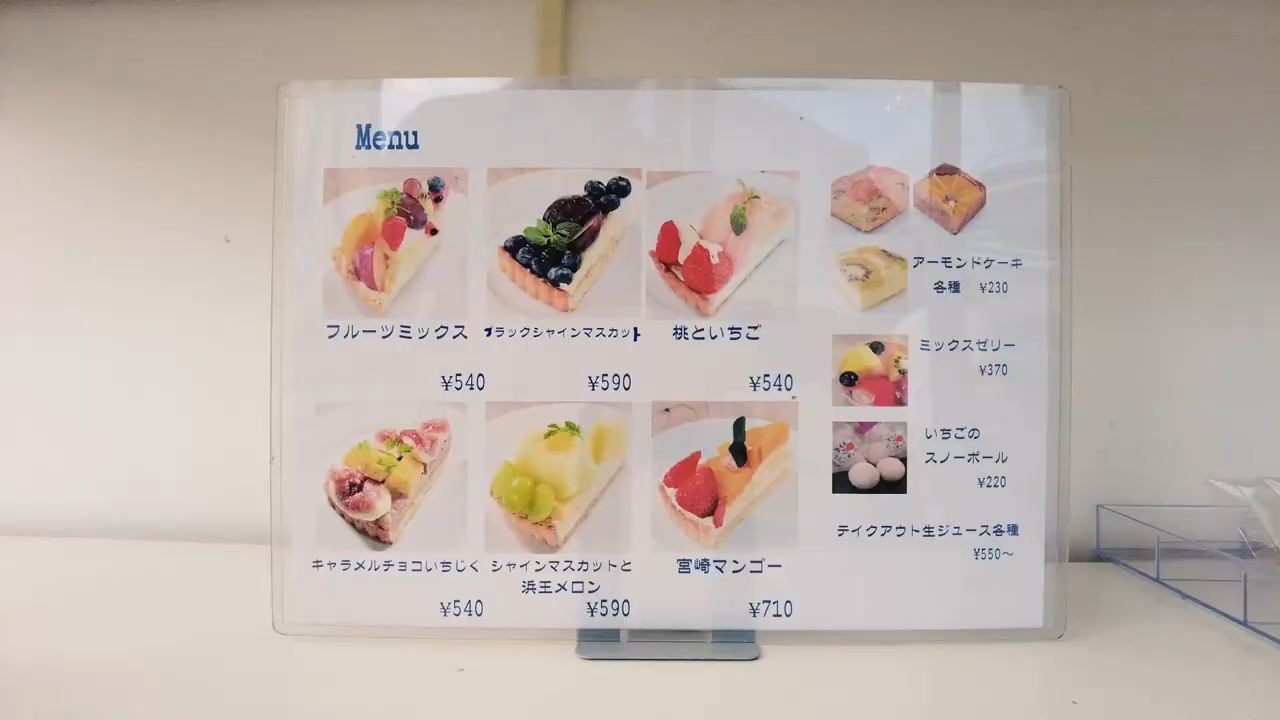 Menu
フルーツミックス
¥540
ブラックシャインマスカット
¥590
桃といちご
¥540
キャラメルチョコいちじく
¥540
シャインマスカットと
浜王メロン
¥590
宮崎マンゴー
¥710
アーモンドケーキ
各種 ¥230
ミックスゼリー
¥370
いちごの
スノーボール
¥220
テイクアウト生ジュース各種
¥550～